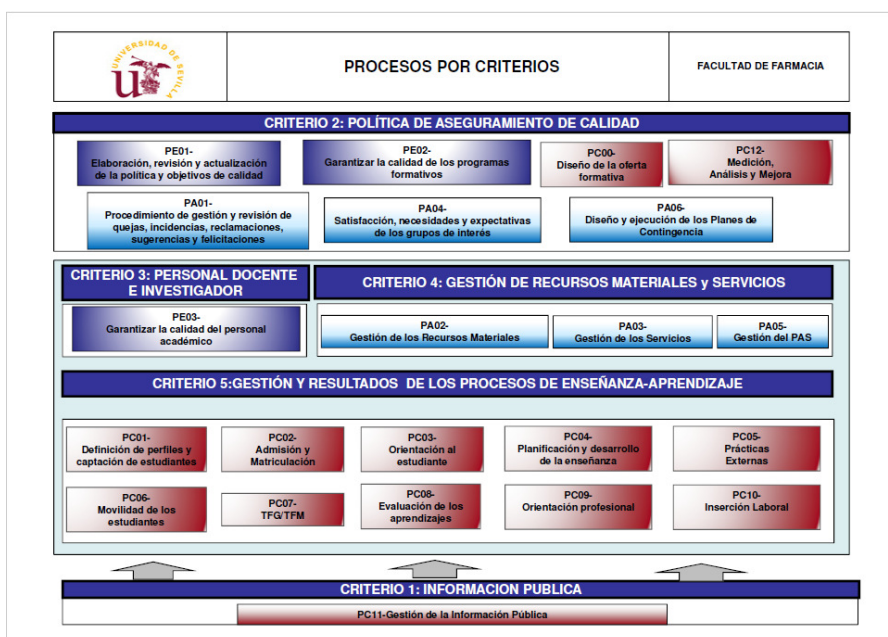 UNIVERSIDAD DE SEVILLA
PROCESOS POR CRITERIOS
FACULTAD DE FARMACIA
CRITERIO 2: POLÍTICA DE ASEGURAMIENTO DE CALIDAD
PE01-
Elaboración, revisión y actualización
de la política y objetivos de calidad
PE02-
Garantizar la calidad de los programas
formativos
PC00-
Diseño de la oferta
formativa
PC12-
Medición,
Análisis y Mejora
PA01-
Procedimiento de gestión y revisión de
quejas, incidencias, reclamaciones,
sugerencias y felicitaciones
PA04-
Satisfacción, necesidades y expectativas
de los grupos de interés
PA06-
Diseño y ejecución de los Planes de
Contingencia
CRITERIO 3: PERSONAL DOCENTE
E INVESTIGADOR
CRITERIO 4: GESTIÓN DE RECURSOS MATERIALES y SERVICIOS
PE03-
Garantizar la calidad del personal
académico
PA02-
Gestión de los Recursos Materiales
PA03-
Gestión de los Servicios
PA05-
Gestión del PAS
CRITERIO 5:GESTIÓN Y RESULTADOS DE LOS PROCESOS DE ENSEÑANZA-APRENDIZAJE
PC01-
Definición de perfiles y
captación de estudiantes
PC02-
Admisión y
Matriculación
PC03-
Orientación al
estudiante
PC04-
Planificación y desarrollo
de la enseñanza
PC05-
Prácticas
Externas
PC06-
Movilidad de los
estudiantes
PC07-
TFG/TFM
PC08-
Evaluación de los
aprendizajes
PC09-
Orientación profesional
PC10-
Inserción Laboral
CRITERIO 1: INFORMACION PUBLICA
PC11-Gestión de la Información Pública